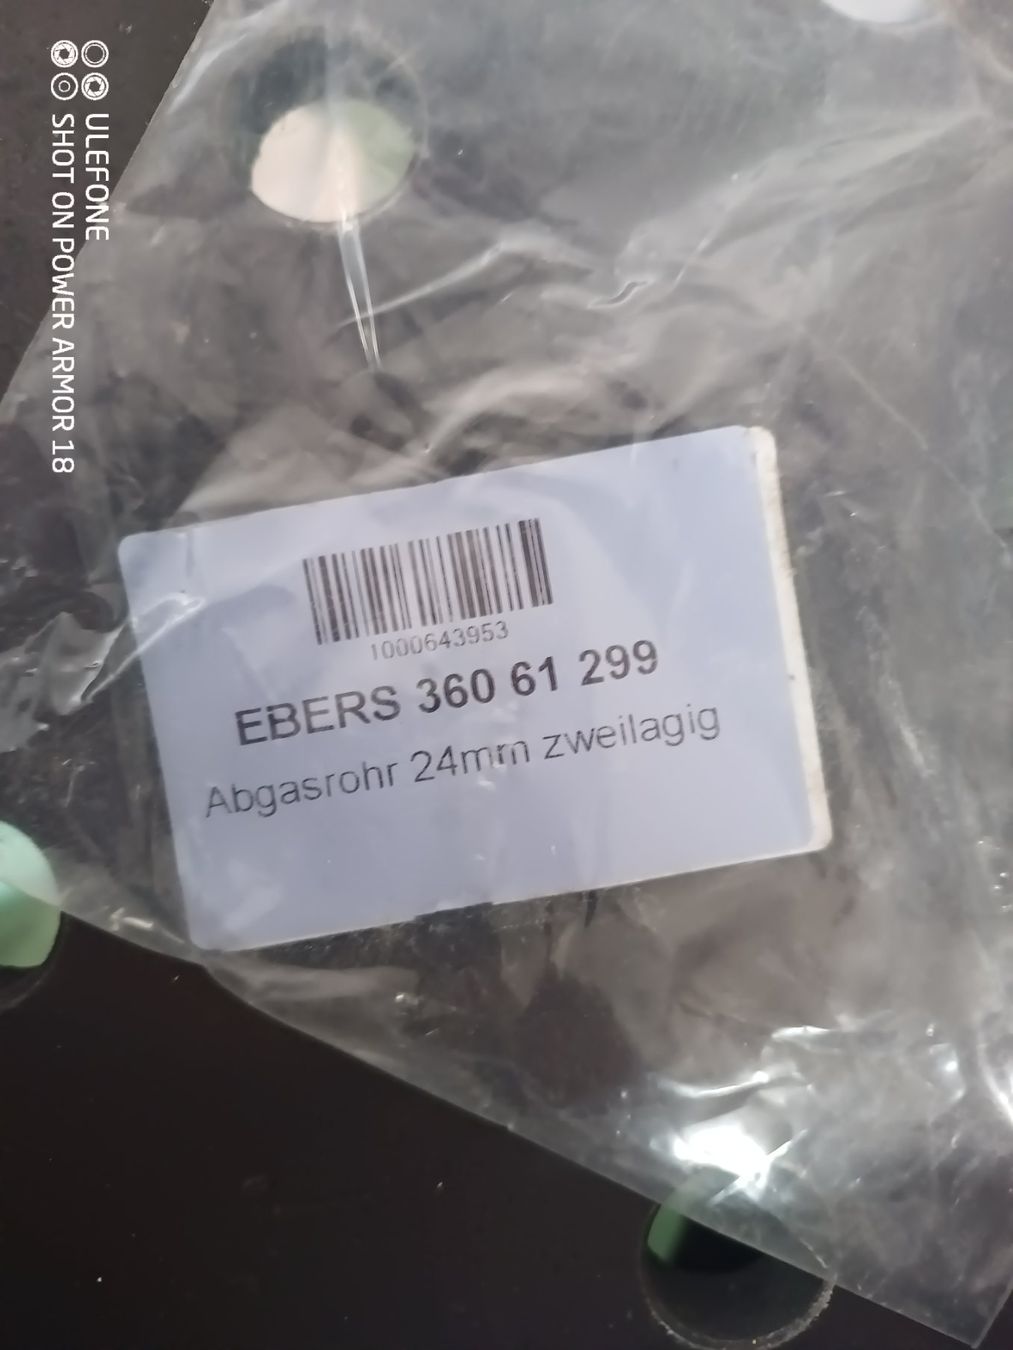 ULEFONE
SHOT ON POWER ARMOR 18
1000643953
EBERS 360 61 299
Abgasrohr 24mm zweilagig